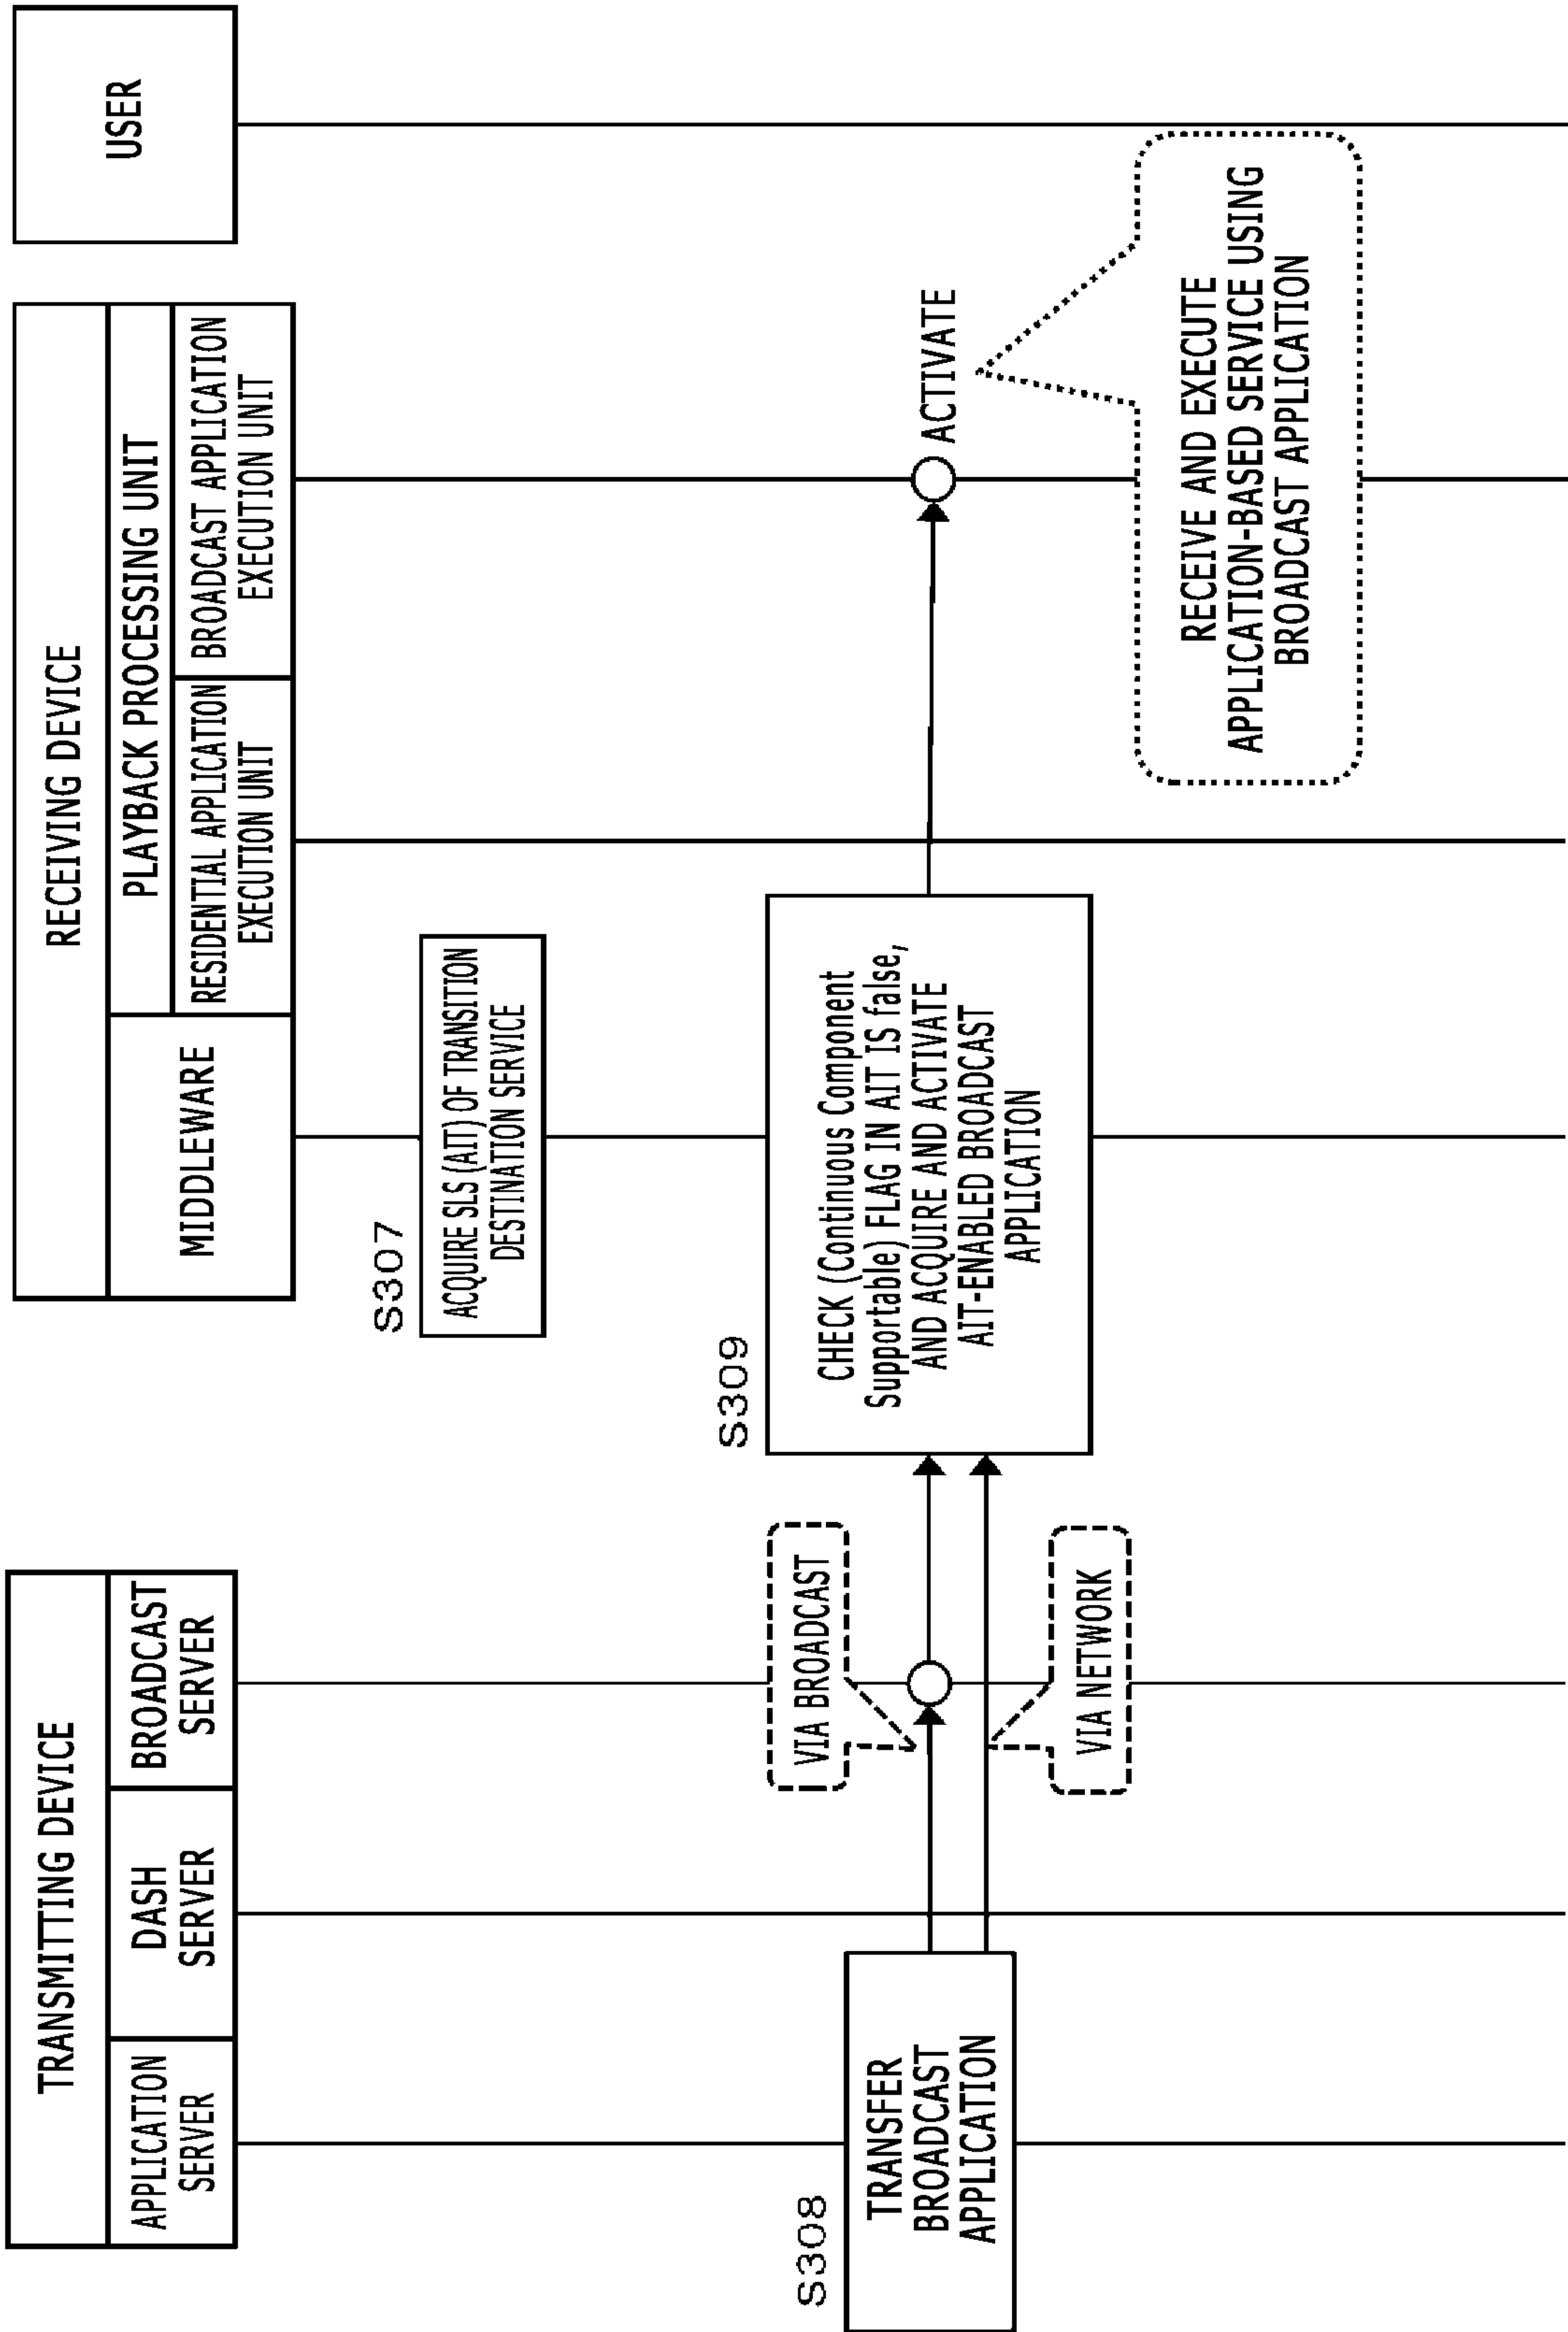 TRANSMITTING DEVICE
APPLICATION
SERVER
DASH
SERVER
BROADCAST
SERVER
RECEIVING DEVICE
MIDDLEWARE
PLAYBACK PROCESSING UNIT
RESIDENTIAL APPLICATION
EXECUTION UNIT
BROADCAST APPLICATION
EXECUTION UNIT
USER
S307
ACQUIRE SLS (AIT) OF TRANSITION
DESTINATION SERVICE
S308
TRANSFER
BROADCAST
APPLICATION
VIA BROADCAST
VIA NETWORK
S309
CHECK (Continuous Component
Supportable) FLAG IN AIT IS false,
AND ACQUIRE AND ACTIVATE
AIT-ENABLED BROADCAST
APPLICATION
ACTIVATE
RECEIVE AND EXECUTE
APPLICATION-BASED SERVICE USING
BROADCAST APPLICATION